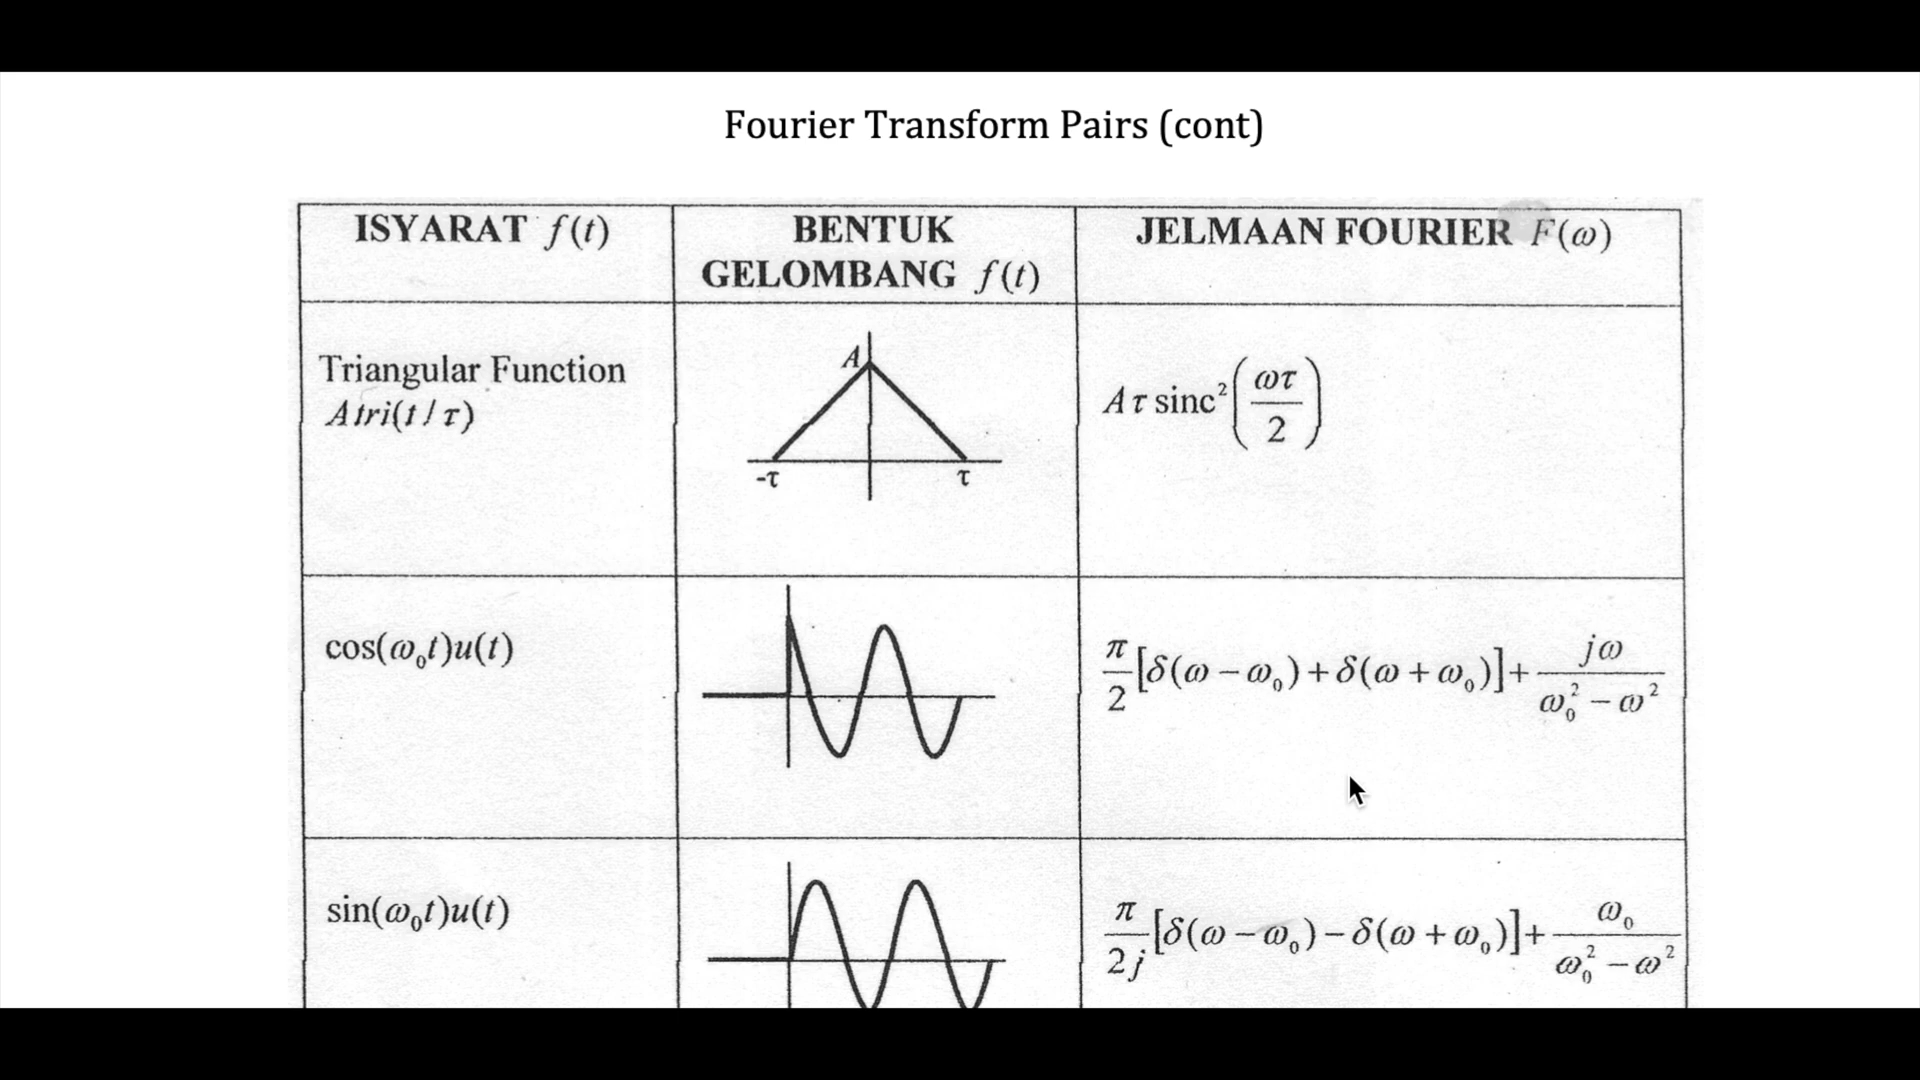 Fourier Transform Pairs (cont)
ISYARAT f(t)
BENTUK
GELOMBANG f(t)
JELMAAN FOURIER F(ω)
Triangular Function
A tri(t / τ)
A
-τ
τ
Aτ sinc²(ωτ/2)
cos(ω₀t)u(t)
π/2[δ(ω − ω₀) + δ(ω + ω₀)] + jω/(ω₀² − ω²)
sin(ω₀t)u(t)
π/2j[δ(ω − ω₀) − δ(ω + ω₀)] + ω₀/(ω₀² − ω²)